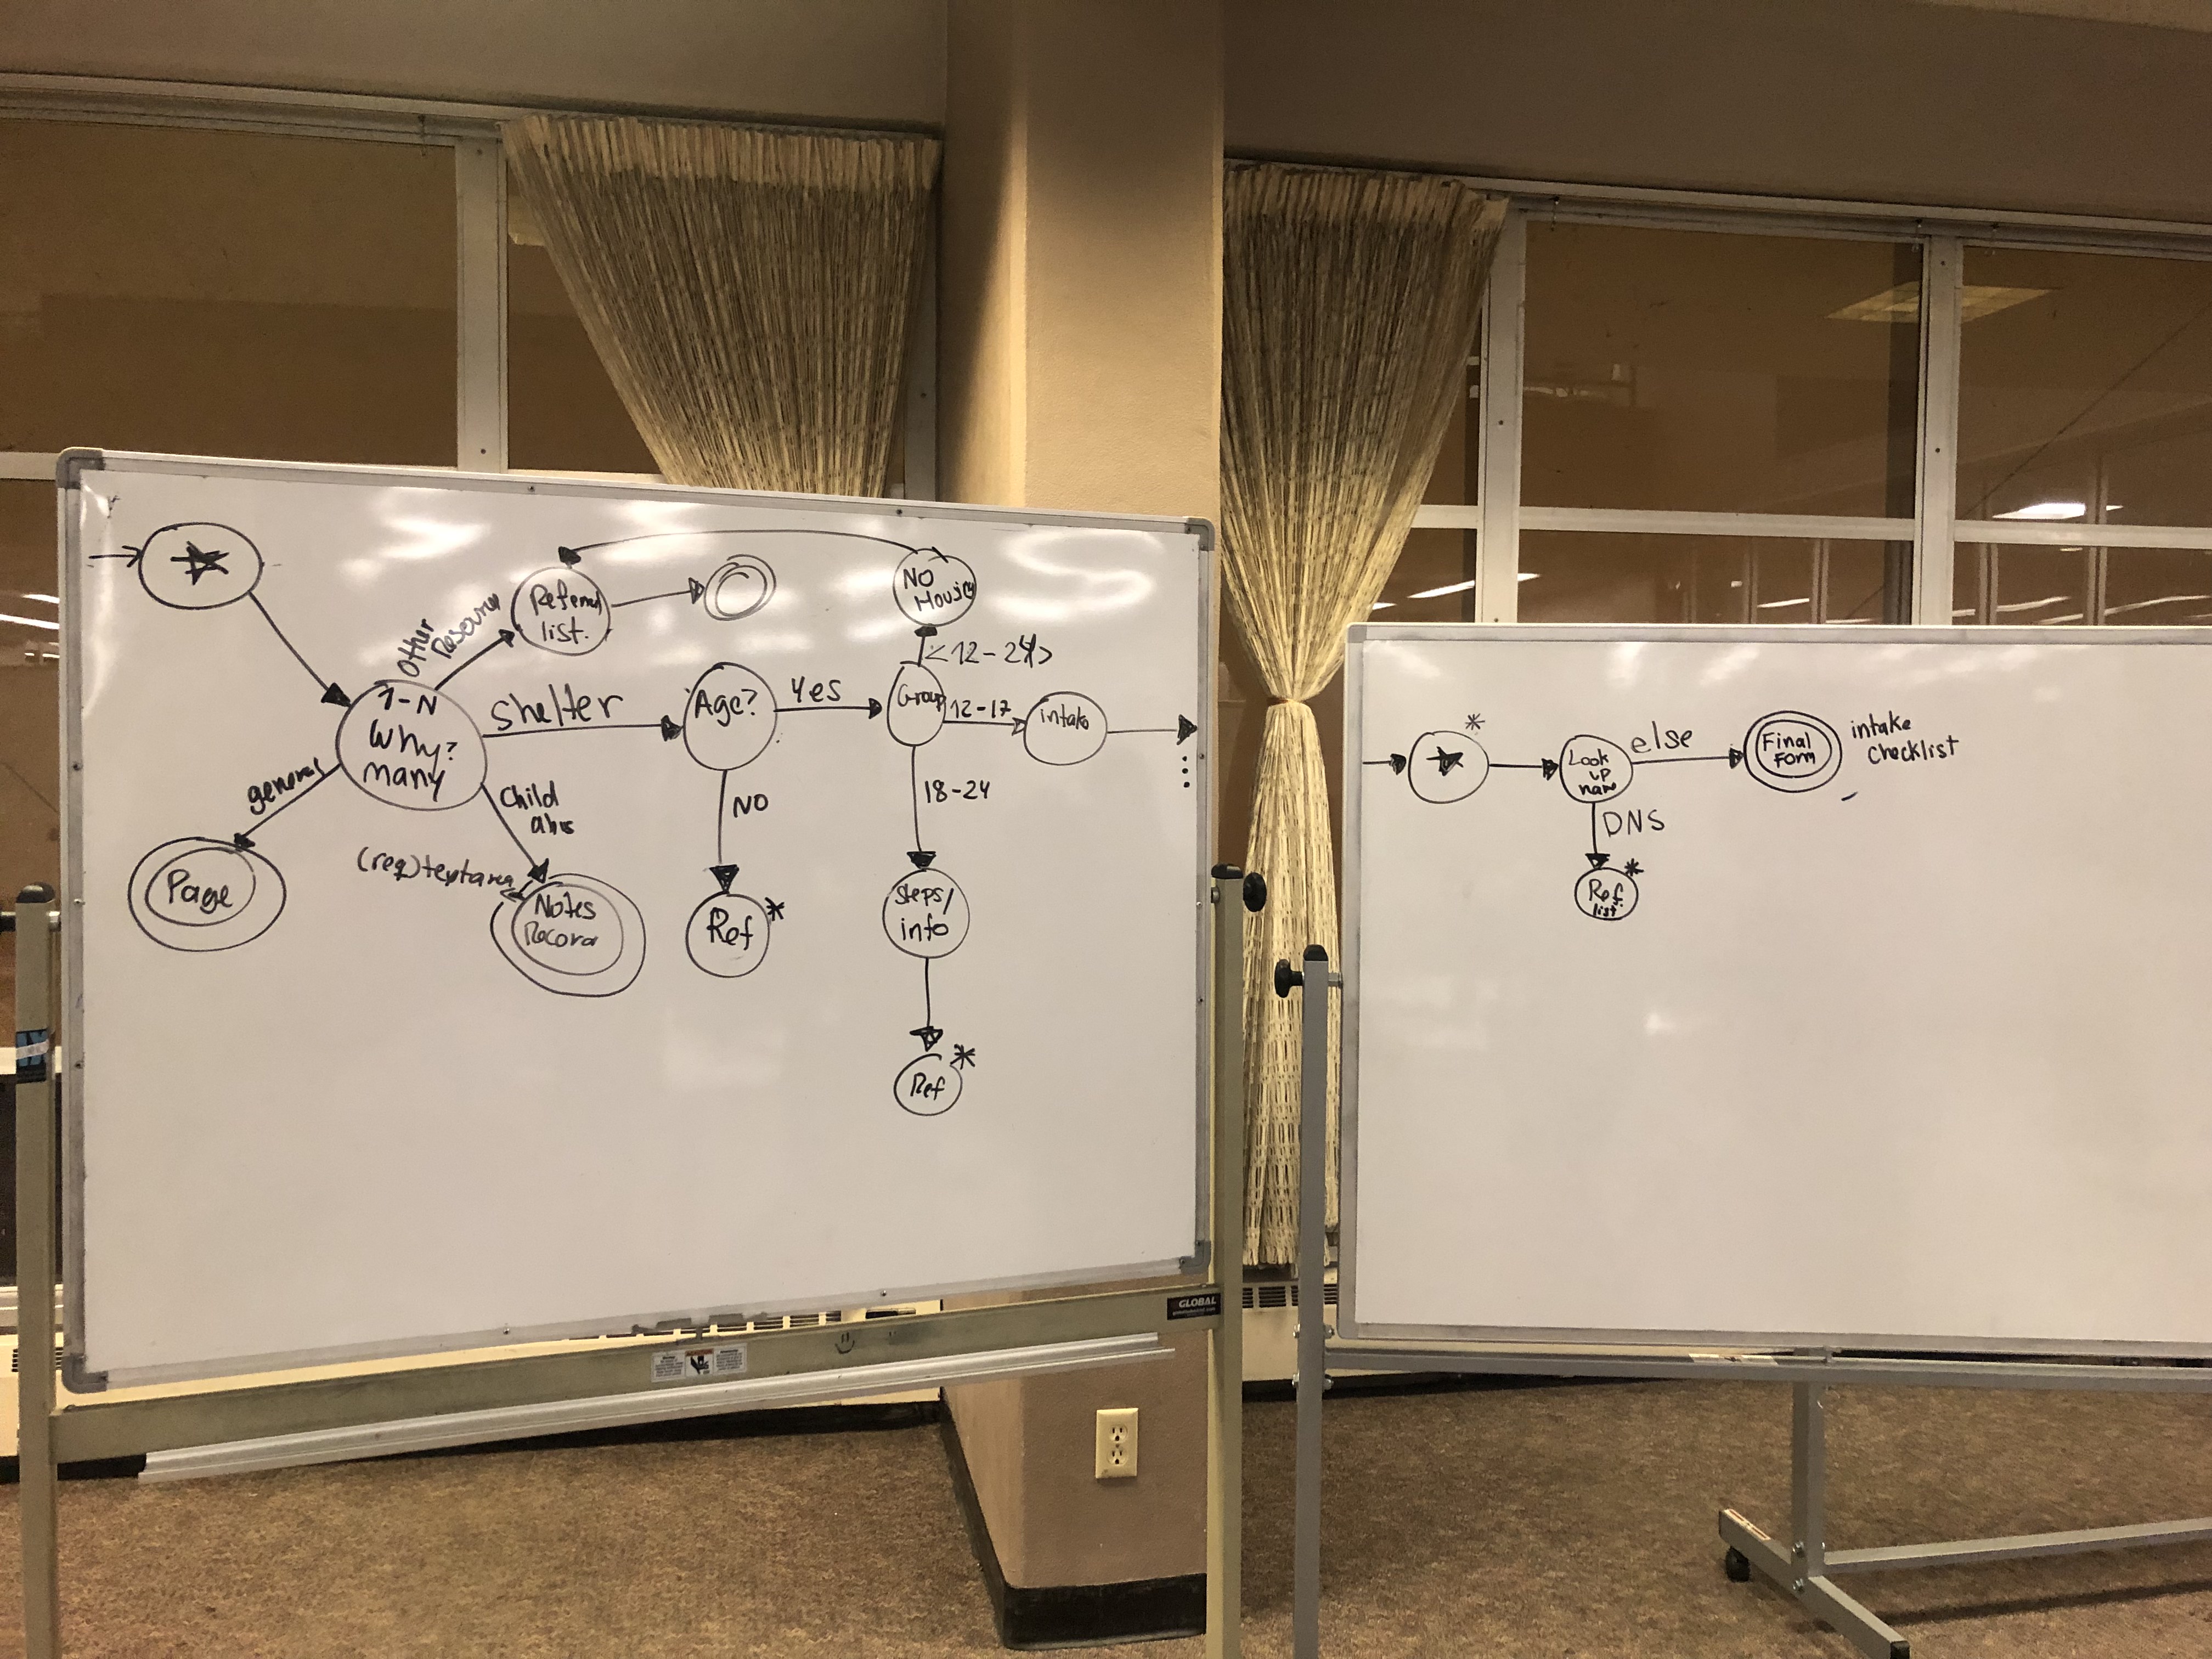 other
Resource
Referral
list.
No
Housing
<12-24>
1-N
Why?
many
shelter
Age?
Yes
Group
12-17
intake
general
Child
abus
NO
18-24
(req) textarea
Page
Notes
Record
Ref*
Steps/
info
Ref*
GLOBAL
*
Look
up
name
else
Final
Form
intake
checklist
DNS
Ref
list
*